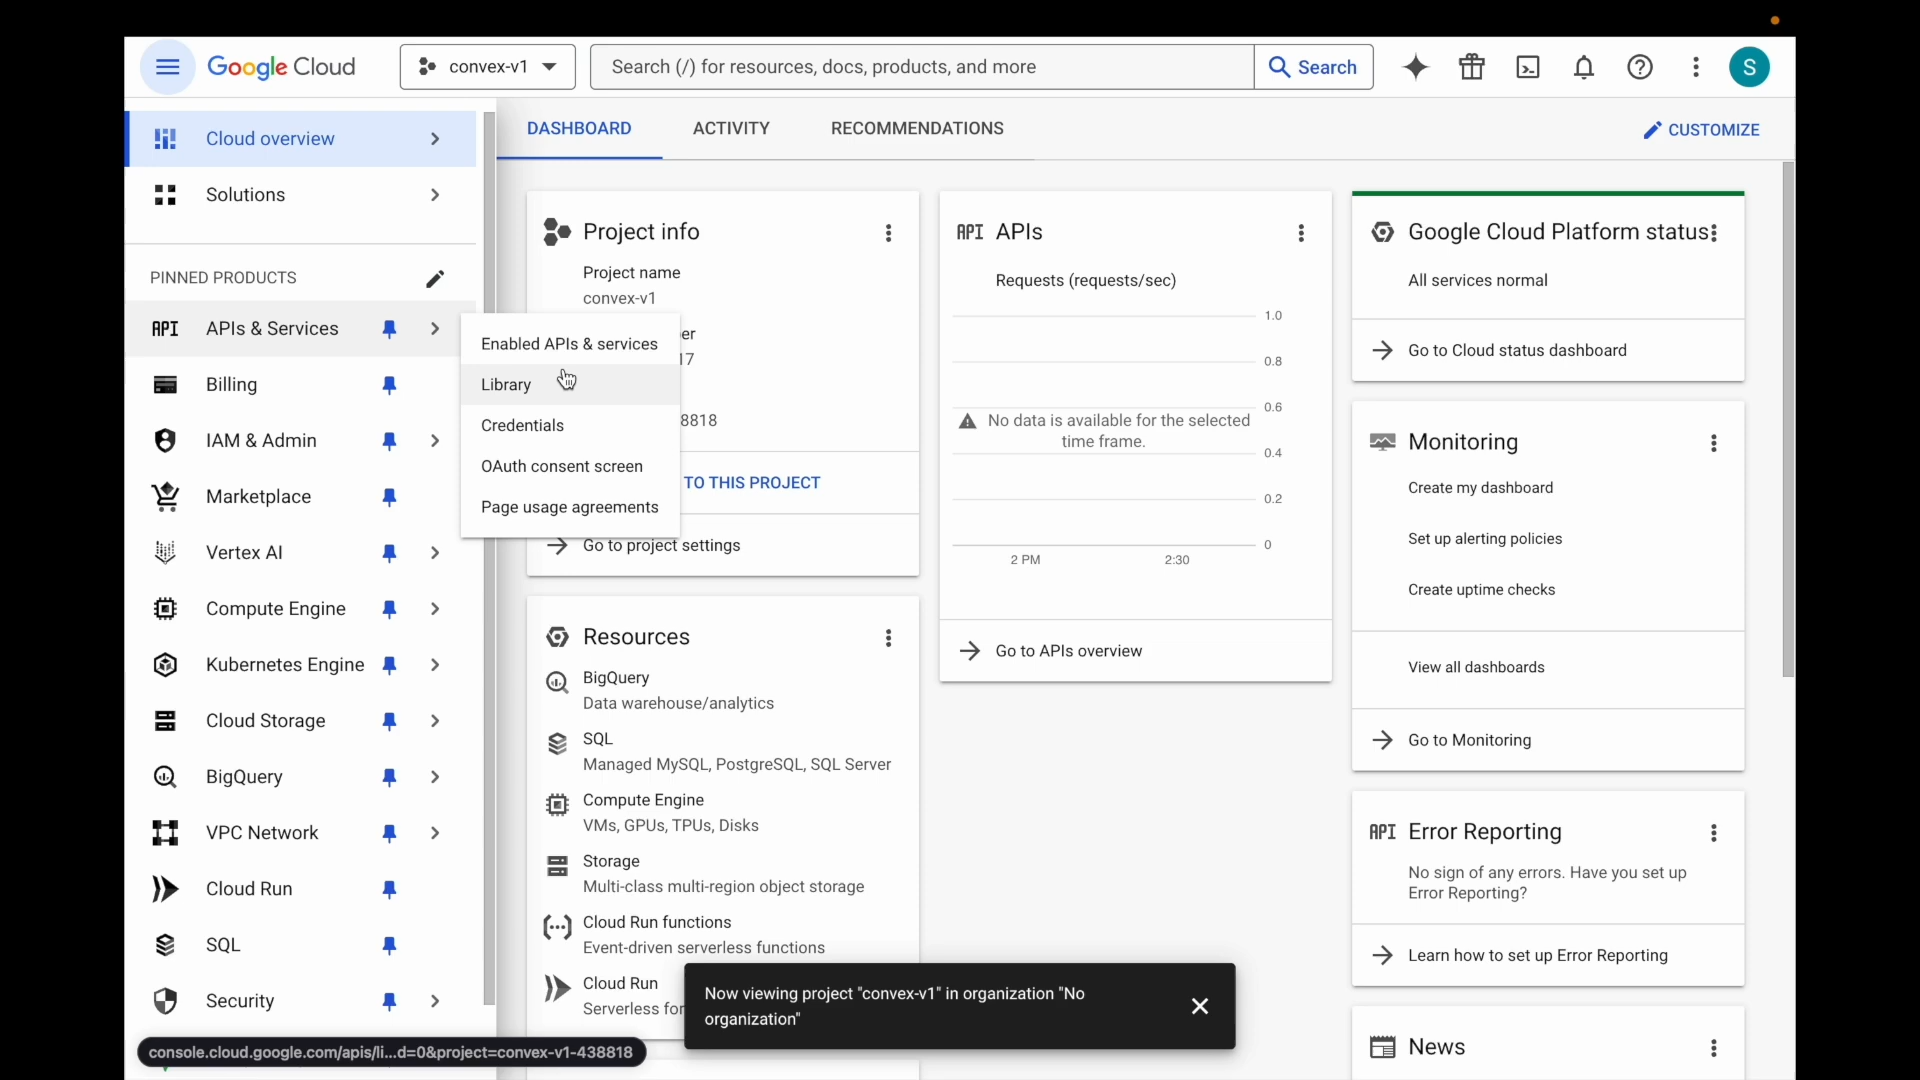 Google Cloud
convex-v1
Search (/) for resources, docs, products, and more
Search
S
Cloud overview
Solutions
PINNED PRODUCTS
API APIs & Services
Billing
IAM & Admin
Marketplace
Vertex AI
Compute Engine
Kubernetes Engine
Cloud Storage
BigQuery
VPC Network
Cloud Run
SQL
Security
console.cloud.google.com/apis/li...d=0&project=convex-v1-438818
Enabled APIs & services
Library
Credentials
OAuth consent screen
Page usage agreements
DASHBOARD
ACTIVITY
RECOMMENDATIONS
CUSTOMIZE
Project info
Project name
convex-v1
er
17
8818
TO THIS PROJECT
Go to project settings
Resources
BigQuery
Data warehouse/analytics
SQL
Managed MySQL, PostgreSQL, SQL Server
Compute Engine
VMs, GPUs, TPUs, Disks
Storage
Multi-class multi-region object storage
Cloud Run functions
Event-driven serverless functions
Cloud Run
Serverless for
API APIs
Requests (requests/sec)
1.0
0.8
0.6
No data is available for the selected
time frame.
0.4
0.2
0
2 PM
2:30
Go to APIs overview
Google Cloud Platform status
All services normal
Go to Cloud status dashboard
Monitoring
Create my dashboard
Set up alerting policies
Create uptime checks
View all dashboards
Go to Monitoring
API Error Reporting
No sign of any errors. Have you set up
Error Reporting?
Learn how to set up Error Reporting
News
Now viewing project "convex-v1" in organization "No
organization"